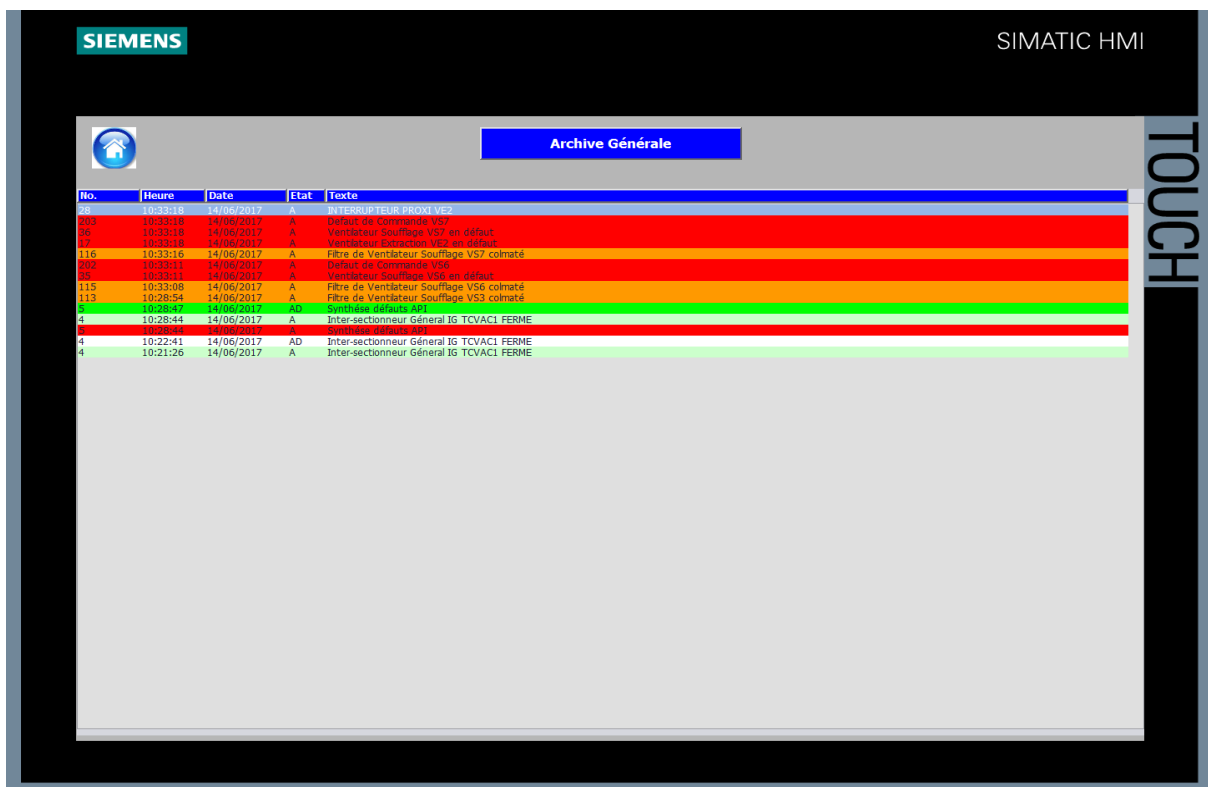 SIEMENS
SIMATIC HMI
TOUCH
Archive Générale
No. Heure Date Etat Texte
28 10:33:18 14/06/2017 A INTERRUPTEUR PROXI VE2
203 10:33:18 14/06/2017 A Defaut de Commande VS7
36 10:33:18 14/06/2017 A Ventilateur Soufflage VS7 en défaut
17 10:33:18 14/06/2017 A Ventilateur Extraction VE2 en défaut
116 10:33:16 14/06/2017 A Filtre de Ventlateur Soufflage VS7 colmaté
202 10:33:11 14/06/2017 A Defaut de Commande VS6
35 10:33:11 14/06/2017 A Ventilateur Soufflage VS6 en défaut
115 10:33:08 14/06/2017 A Filtre de Ventilateur Soufflage VS6 colmaté
113 10:28:54 14/06/2017 A Filtre de Ventilateur Soufflage VS3 colmaté
5 10:28:47 14/06/2017 AD Synthése défauts API
4 10:28:44 14/06/2017 A Inter-sectionneur Géneral IG TCVAC1 FERME
5 10:28:44 14/06/2017 A Synthése défauts API
4 10:22:41 14/06/2017 AD Inter-sectionneur Géneral IG TCVAC1 FERME
4 10:21:26 14/06/2017 A Inter-sectionneur Géneral IG TCVAC1 FERME